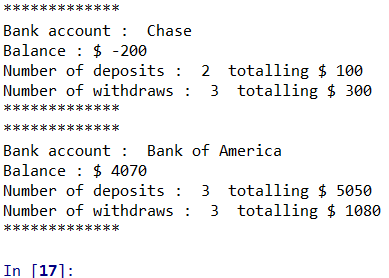 *************
Bank account :  Chase
Balance : $ -200
Number of deposits :  2  totalling $ 100
Number of withdraws :  3  totalling $ 300
*************
*************
Bank account :  Bank of America
Balance : $ 4070
Number of deposits :  3  totalling $ 5050
Number of withdraws :  3  totalling $ 1080
*************
In [17]: